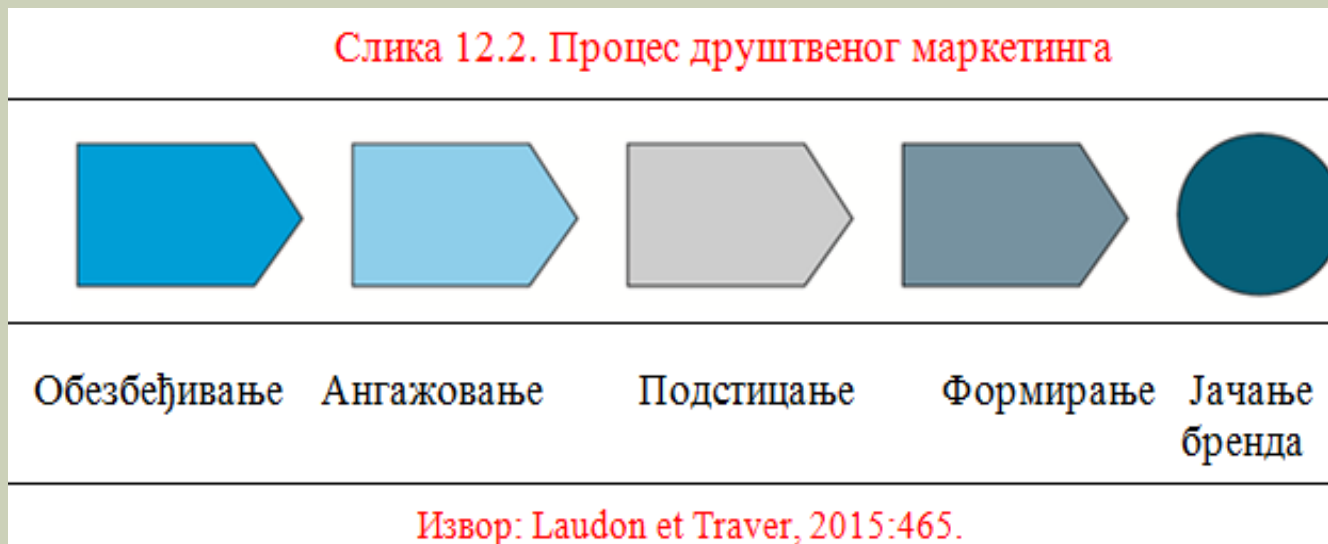 Слика 12.2. Процес друштвеног маркетинга
Обезбеђивање Ангажовање Подстицање Формирање Јачање
бренда
Извор: Laudon et Traver, 2015:465.